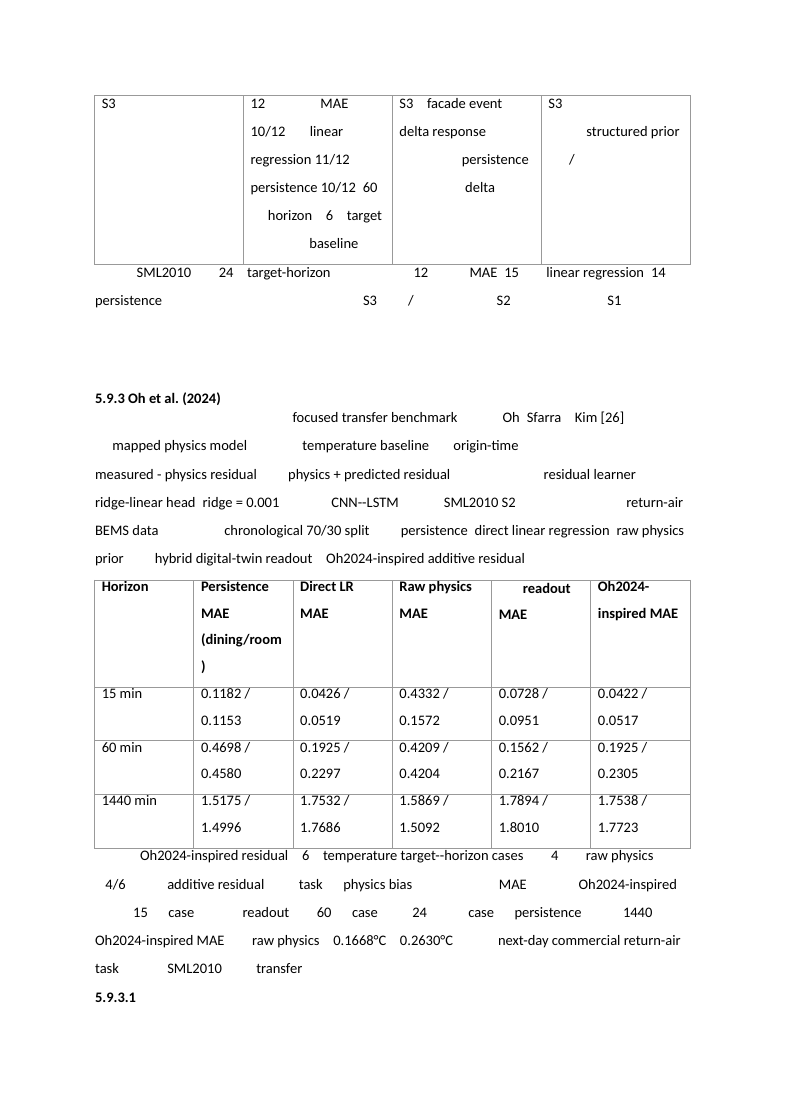 S3
12 MAE
10/12 linear
regression 11/12
persistence 10/12 60
horizon 6 target
baseline
S3 facade event
delta response
persistence
delta
S3
structured prior
/
SML2010 24 target-horizon 12 MAE 15 linear regression 14
persistence S3 / S2 S1
5.9.3 Oh et al. (2024)
focused transfer benchmark Oh Sfarra Kim [26]
mapped physics model temperature baseline origin-time
measured - physics residual physics + predicted residual residual learner
ridge-linear head ridge = 0.001 CNN--LSTM SML2010 S2 return-air
BEMS data chronological 70/30 split persistence direct linear regression raw physics
prior hybrid digital-twin readout Oh2024-inspired additive residual
Horizon
Persistence
MAE
(dining/room
)
Direct LR
MAE
Raw physics
MAE
readout
MAE
Oh2024-
inspired MAE
15 min
0.1182 /
0.1153
0.0426 /
0.0519
0.4332 /
0.1572
0.0728 /
0.0951
0.0422 /
0.0517
60 min
0.4698 /
0.4580
0.1925 /
0.2297
0.4209 /
0.4204
0.1562 /
0.2167
0.1925 /
0.2305
1440 min
1.5175 /
1.4996
1.7532 /
1.7686
1.5869 /
1.5092
1.7894 /
1.8010
1.7538 /
1.7723
Oh2024-inspired residual 6 temperature target--horizon cases 4 raw physics
4/6 additive residual task physics bias MAE Oh2024-inspired
15 case readout 60 case 24 case persistence 1440
Oh2024-inspired MAE raw physics 0.1668°C 0.2630°C next-day commercial return-air
task SML2010 transfer
5.9.3.1